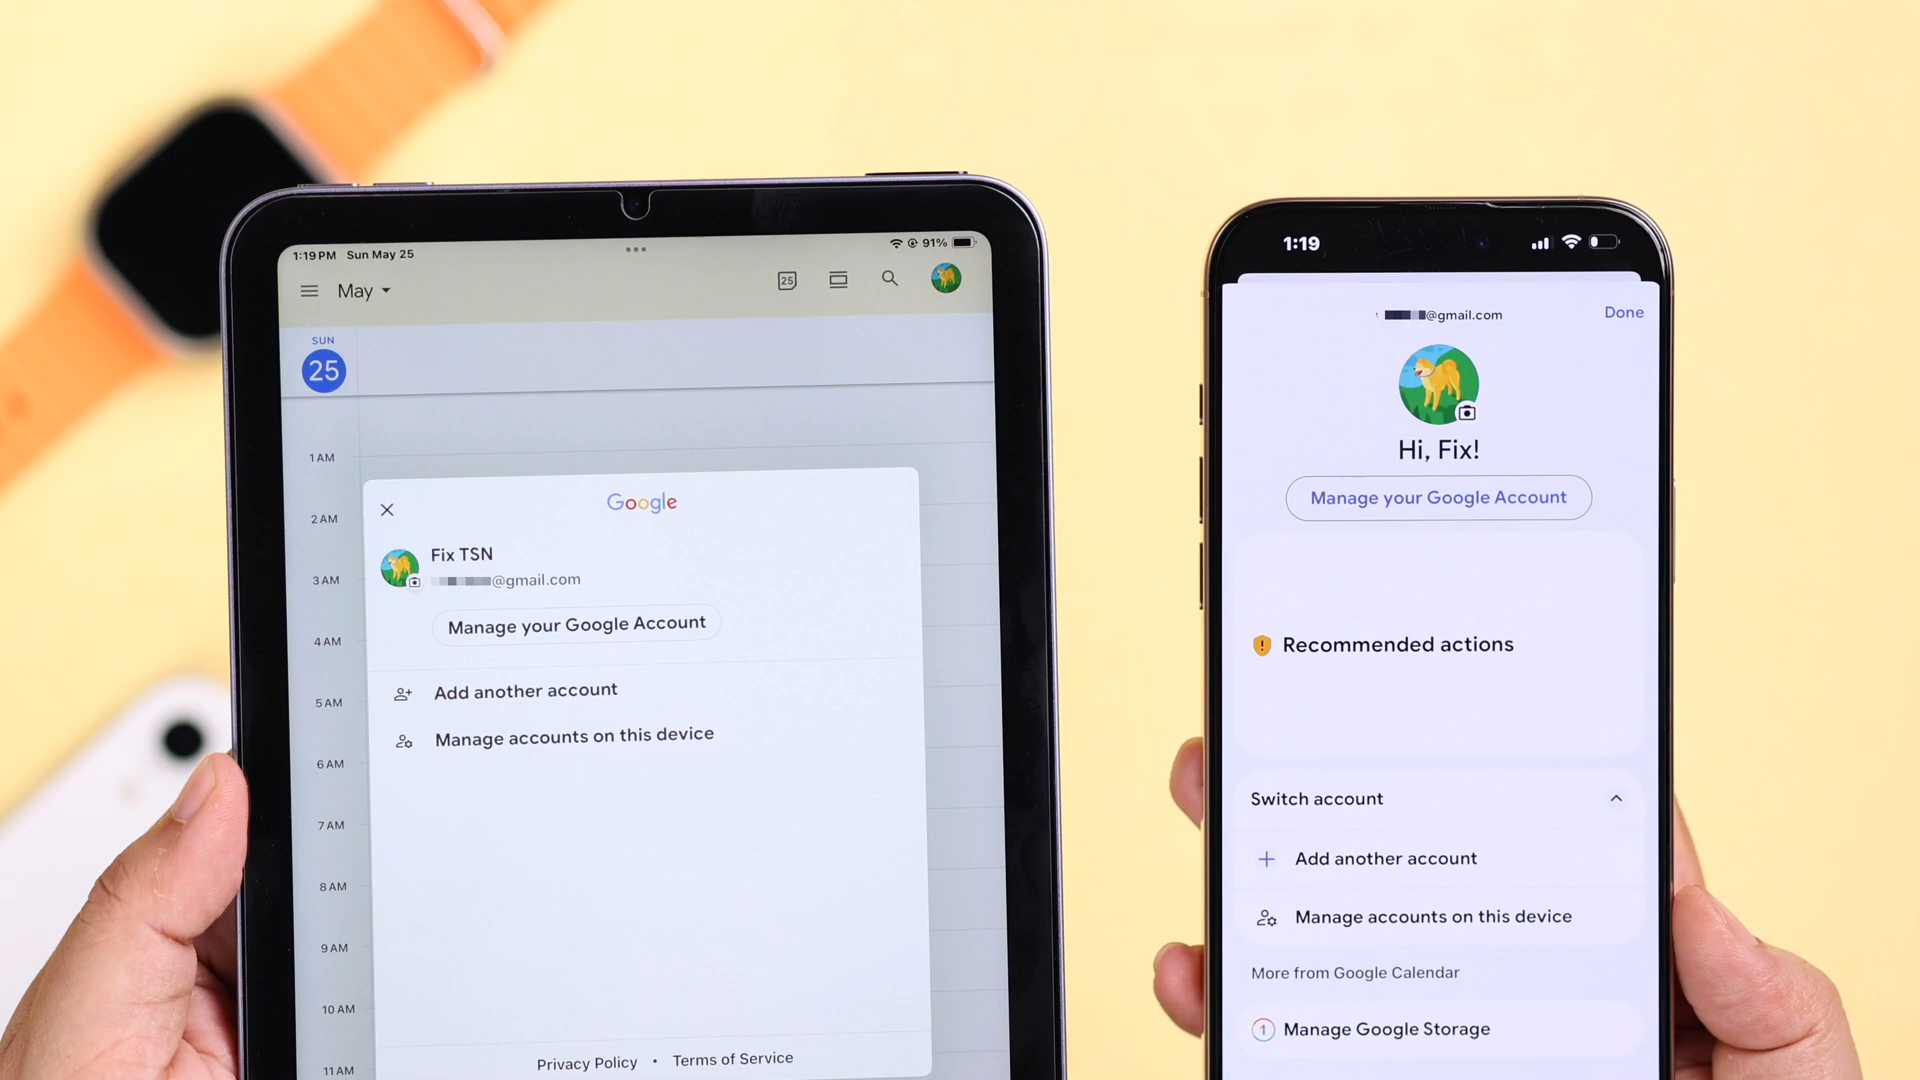 1:19 PM Sun May 25
91%
May
25
SUN
25
1 AM
2 AM
3 AM
4 AM
5 AM
6 AM
7 AM
8 AM
9 AM
10 AM
11 AM
Google
Fix TSN
@gmail.com
Manage your Google Account
Add another account
Manage accounts on this device
Privacy Policy • Terms of Service
1:19
@gmail.com
Done
Hi, Fix!
Manage your Google Account
Recommended actions
Switch account
Add another account
Manage accounts on this device
More from Google Calendar
1 Manage Google Storage